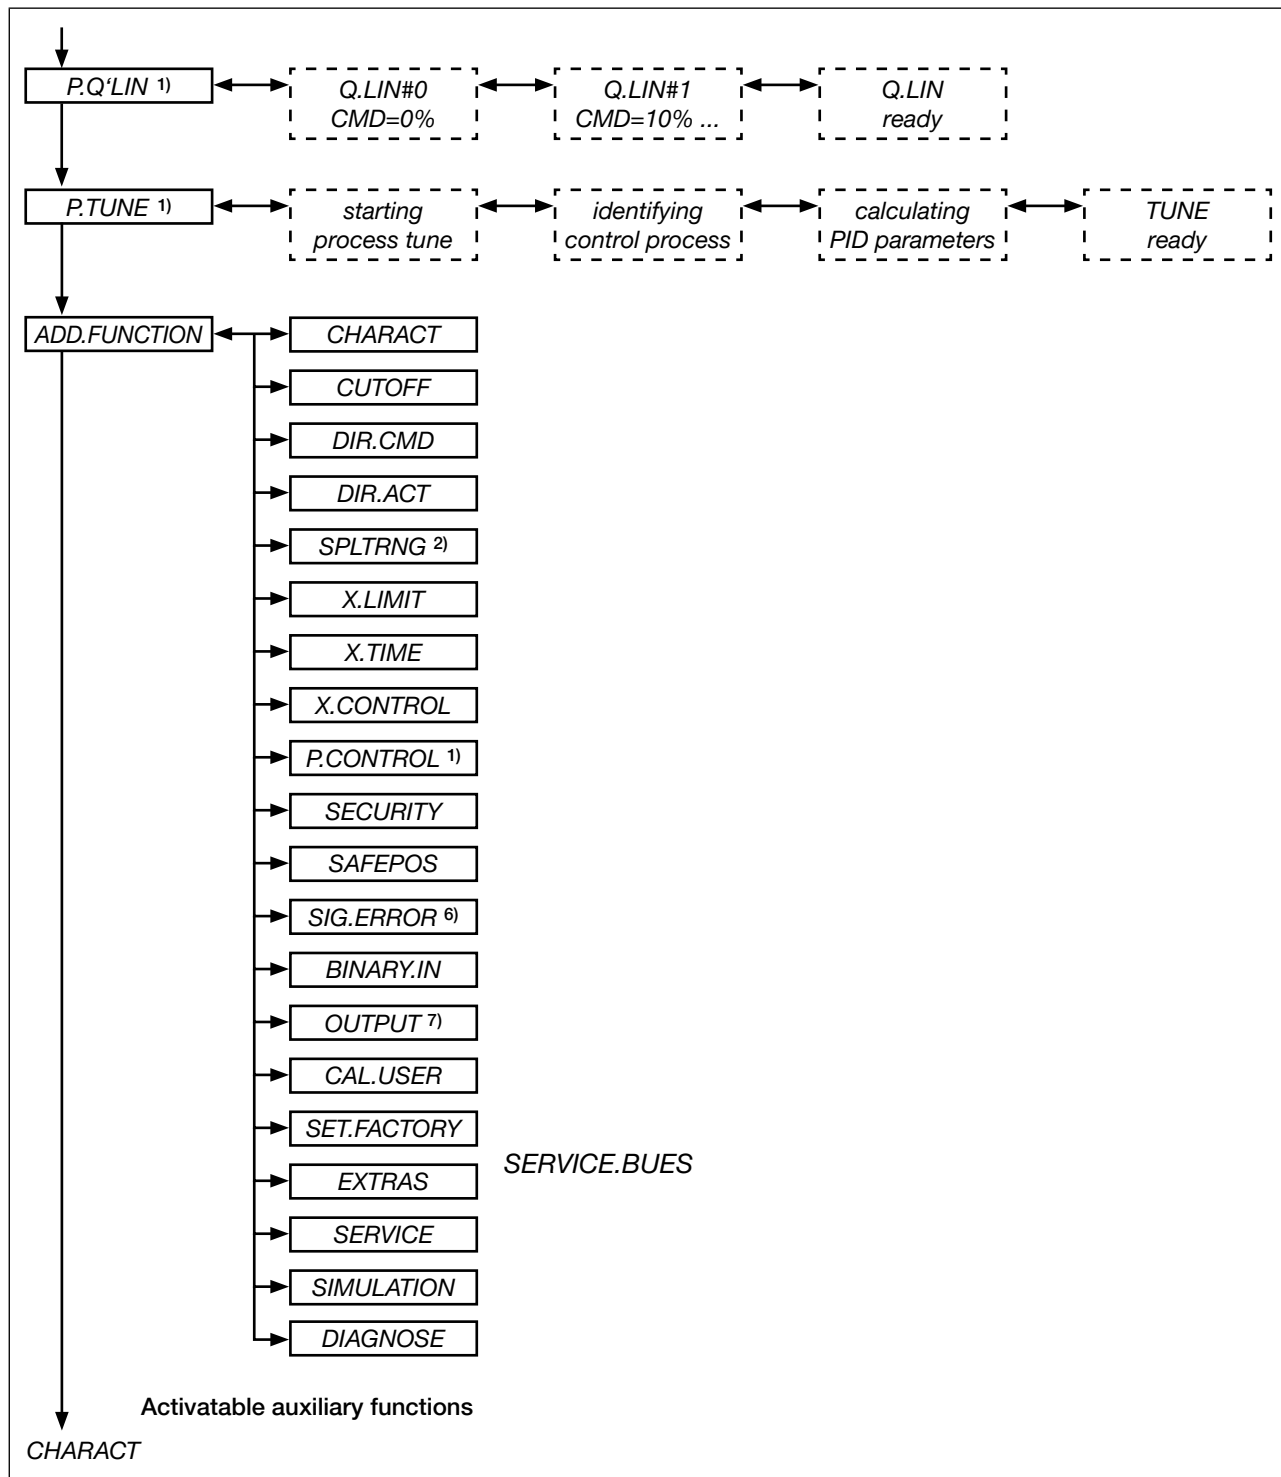 P.Q‘LIN 1)
Q.LIN#0
CMD=0%
Q.LIN#1
CMD=10% ...
Q.LIN
ready
P.TUNE 1)
starting
process tune
identifying
control process
calculating
PID parameters
TUNE
ready
ADD.FUNCTION
CHARACT
CUTOFF
DIR.CMD
DIR.ACT
SPLTRNG 2)
X.LIMIT
X.TIME
X.CONTROL
P.CONTROL 1)
SECURITY
SAFEPOS
SIG.ERROR 6)
BINARY.IN
OUTPUT 7)
CAL.USER
SET.FACTORY
SERVICE.BUES
EXTRAS
SERVICE
SIMULATION
DIAGNOSE
Activatable auxiliary functions
CHARACT